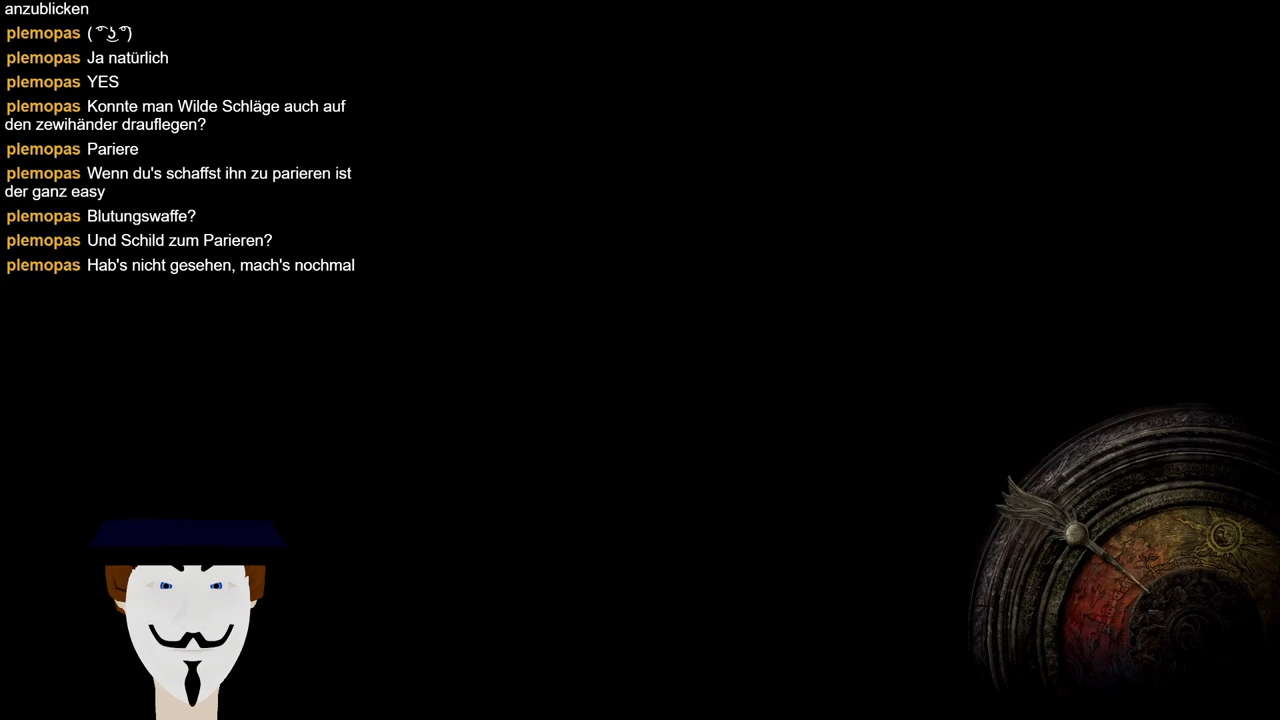 anzublicken
plemopas ( ͡° ͜ʖ ͡°)
plemopas Ja natürlich
plemopas YES
plemopas Konnte man Wilde Schläge auch auf
den zewihänder drauflegen?
plemopas Pariere
plemopas Wenn du's schaffst ihn zu parieren ist
der ganz easy
plemopas Blutungswaffe?
plemopas Und Schild zum Parieren?
plemopas Hab's nicht gesehen, mach's nochmal